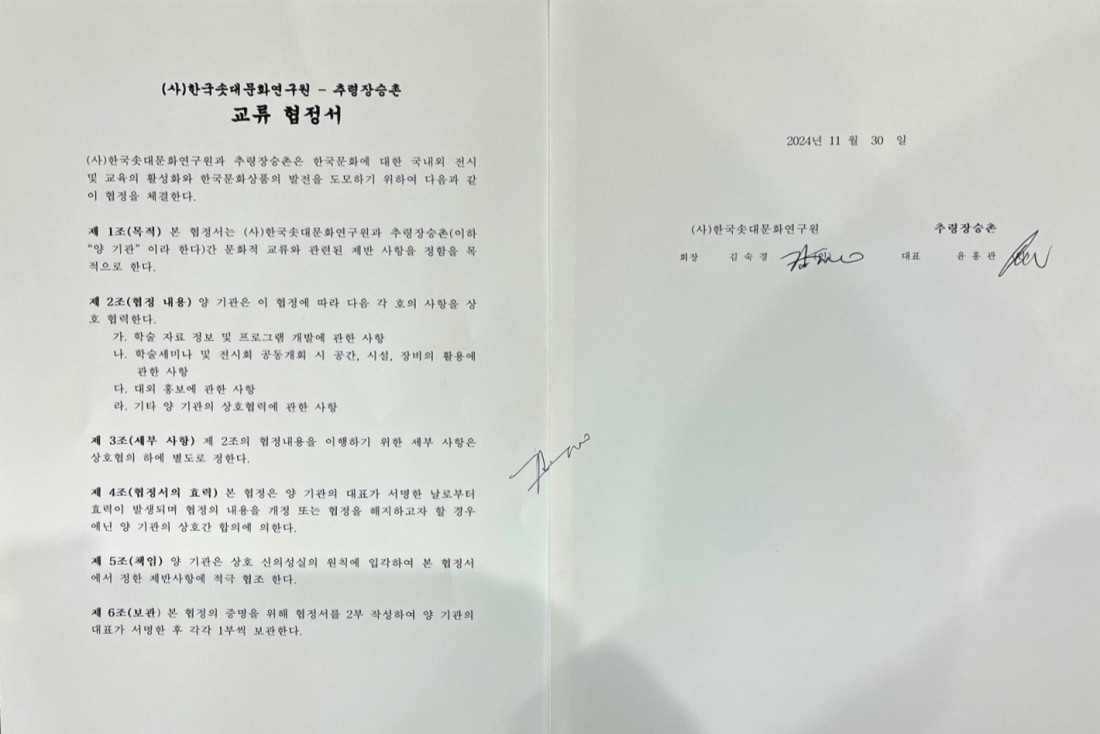 (사)한국솟대문화연구원 - 추령장승촌
교류 협정서
(사)한국솟대문화연구원과 추령장승촌은 한국문화에 대한 국내외 전시
및 교육의 활성화와 한국문화상품의 발전을 도모하기 위하여 다음과 같
이 협정을 체결한다.
제 1조(목적) 본 협정서는 (사)한국솟대문화연구원과 추령장승촌(이하
“양 기관” 이라 한다)간 문화적 교류와 관련된 제반 사항을 정함을 목
적으로 한다.
제 2조(협정 내용) 양 기관은 이 협정에 따라 다음 각 호의 사항을 상
호 협력한다.
가. 학술 자료 정보 및 프로그램 개발에 관한 사항
나. 학술세미나 및 전시회 공동개회 시 공간, 시설, 장비의 활용에
관한 사항
다. 대외 홍보에 관한 사항
라. 기타 양 기관의 상호협력에 관한 사항
제 3조(세부 사항) 제 2조의 협정내용을 이행하기 위한 세부 사항은
상호협의 하에 별도로 정한다.
제 4조(협정서의 효력) 본 협정은 양 기관의 대표가 서명한 날로부터
효력이 발생되며 협정의 내용을 개정 또는 협정을 해지하고자 할 경우
에닌 양 기관의 상호간 합의에 의한다.
제 5조(책임) 양 기관은 상호 신의성실의 원칙에 입각하여 본 협정서
에서 정한 제반사항에 적극 협조 한다.
제 6조(보관) 본 협정의 증명을 위해 협정서를 2부 작성하여 양 기관의
대표가 서명한 후 각각 1부씩 보관한다.
2024년 11 월 30 일
(사)한국솟대문화연구원 추령장승촌
회장 김 숙 경 대표 윤 홍 관